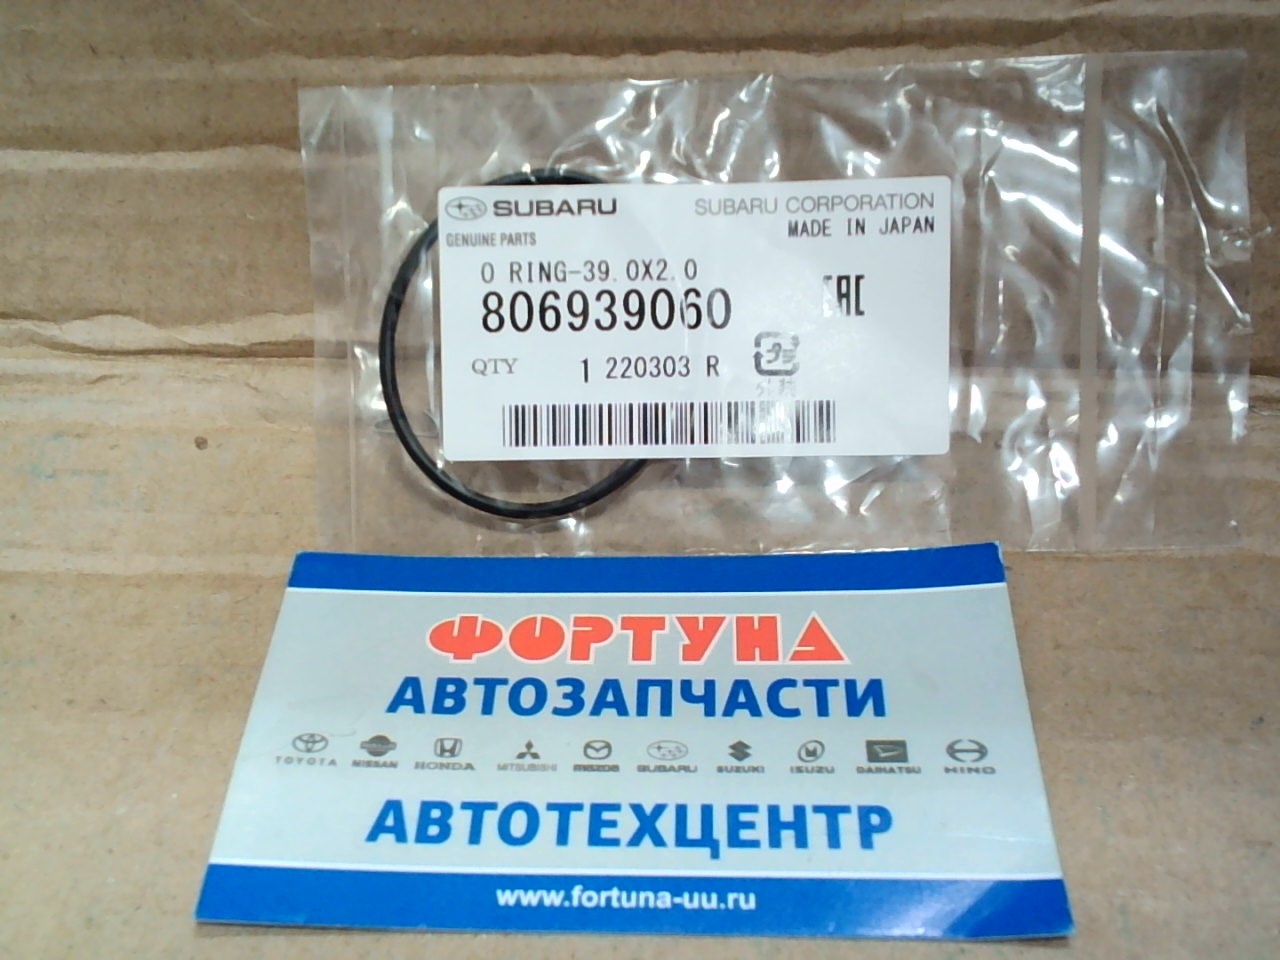 SUBARU SUBARU CORPORATION
GENUINE PARTS MADE IN JAPAN
O RING-39.0X2.0
806939060
EAC
QTY 1 220303 R
ФОРТУНА
АВТОЗАПЧАСТИ
TOYOTA NISSAN HONDA MITSUBISHI mazda SUBARU SUZUKI ISUZU DAIHATSU HINO
АВТОТЕХЦЕНТР
www.fortuna-uu.ru